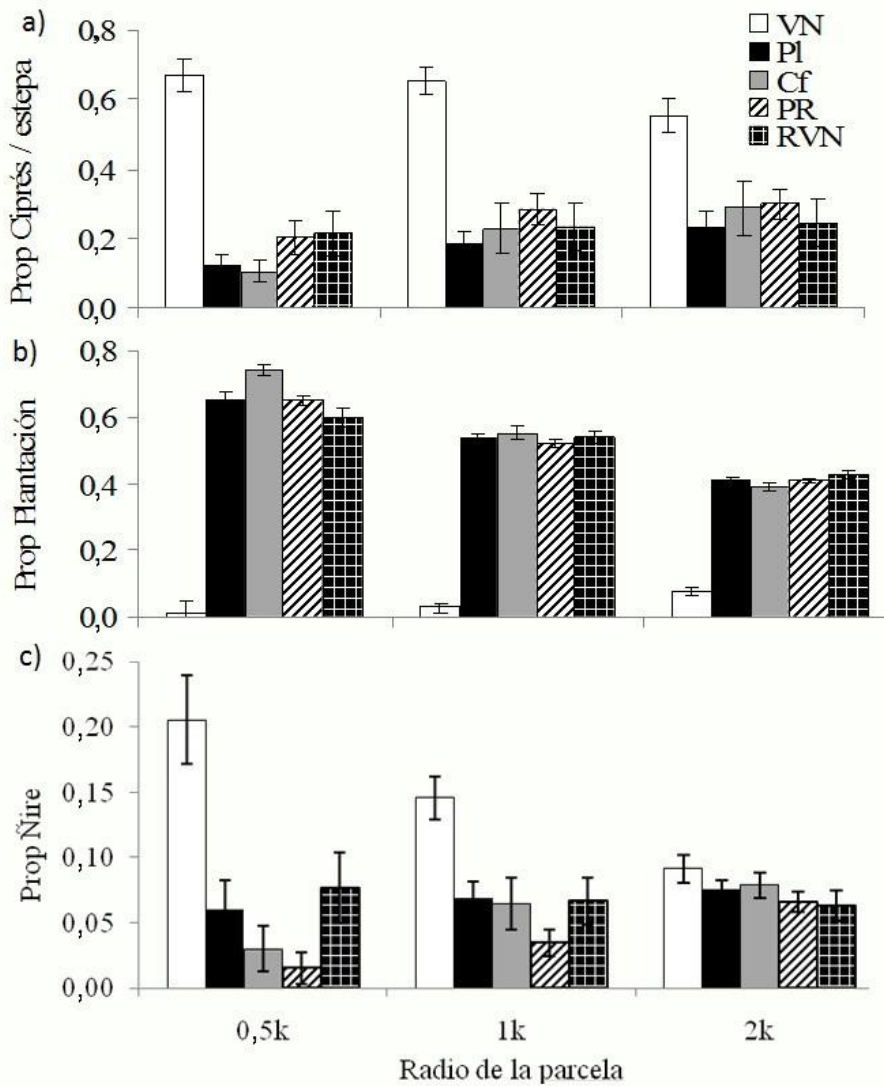 a)
Prop Ciprés / estepa
0,8
0,6
0,4
0,2
0,0
VN
Pl
Cf
PR
RVN
b)
Prop Plantación
0,8
0,6
0,4
0,2
0,0
c)
Prop Ñire
0,25
0,20
0,15
0,10
0,05
0,00
0,5k 1k 2k
Radio de la parcela